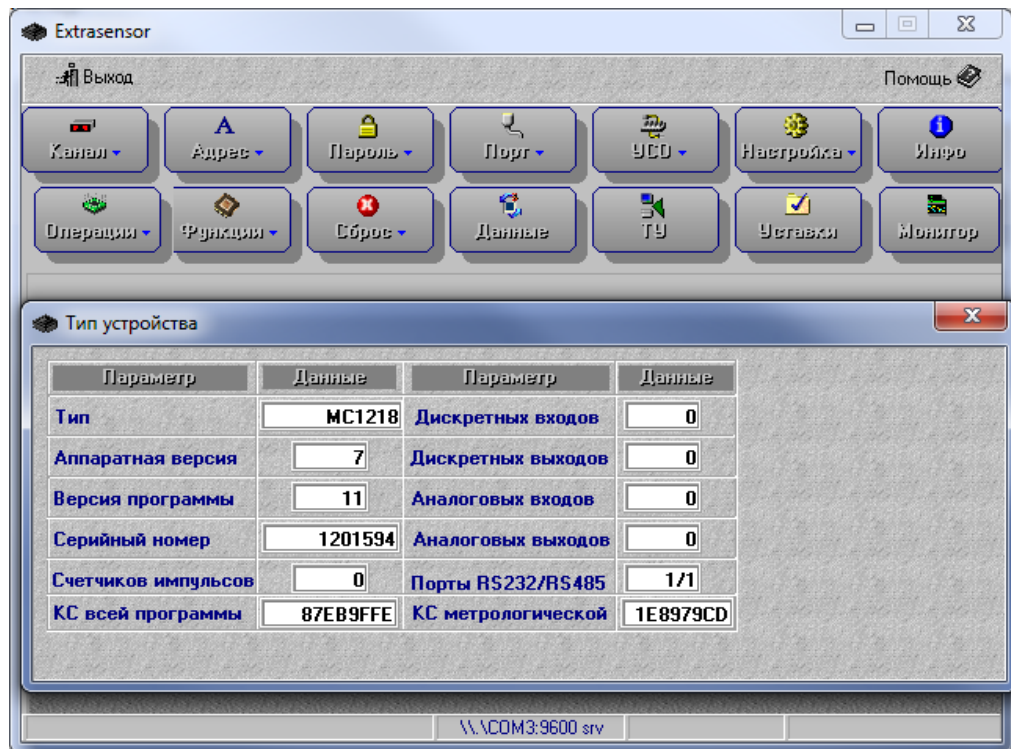 Extrasensor
Выход Помощь
Канал Адрес Пароль Порт УСО Настройка Инфо
Операции Функции Сброс Данные ТУ Уставки Монитор
Тип устройства
Параметр Данные Параметр Данные
Тип MC1218 Дискретных входов 0
Аппаратная версия 7 Дискретных выходов 0
Версия программы 11 Аналоговых входов 0
Серийный номер 1201594 Аналоговых выходов 0
Счетчиков импульсов 0 Порты RS232/RS485 1/1
КС всей программы 87EB9FFE КС метрологической 1E8979CD
\\.\COM3:9600 srv